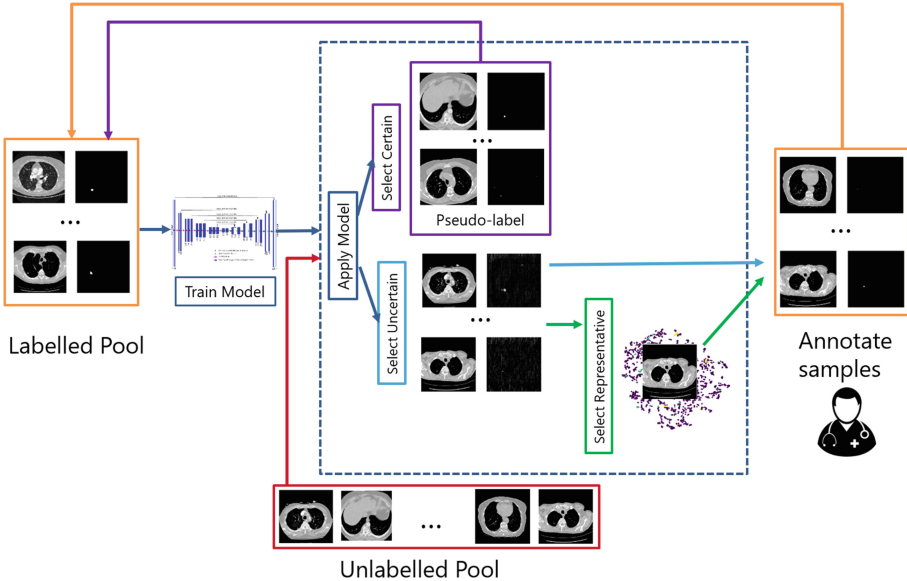 Select Certain
...
...
Pseudo-label
...
Train Model
Apply Model
Select Uncertain
...
Select Representative
Labelled Pool
Annotate
samples
...
Unlabelled Pool